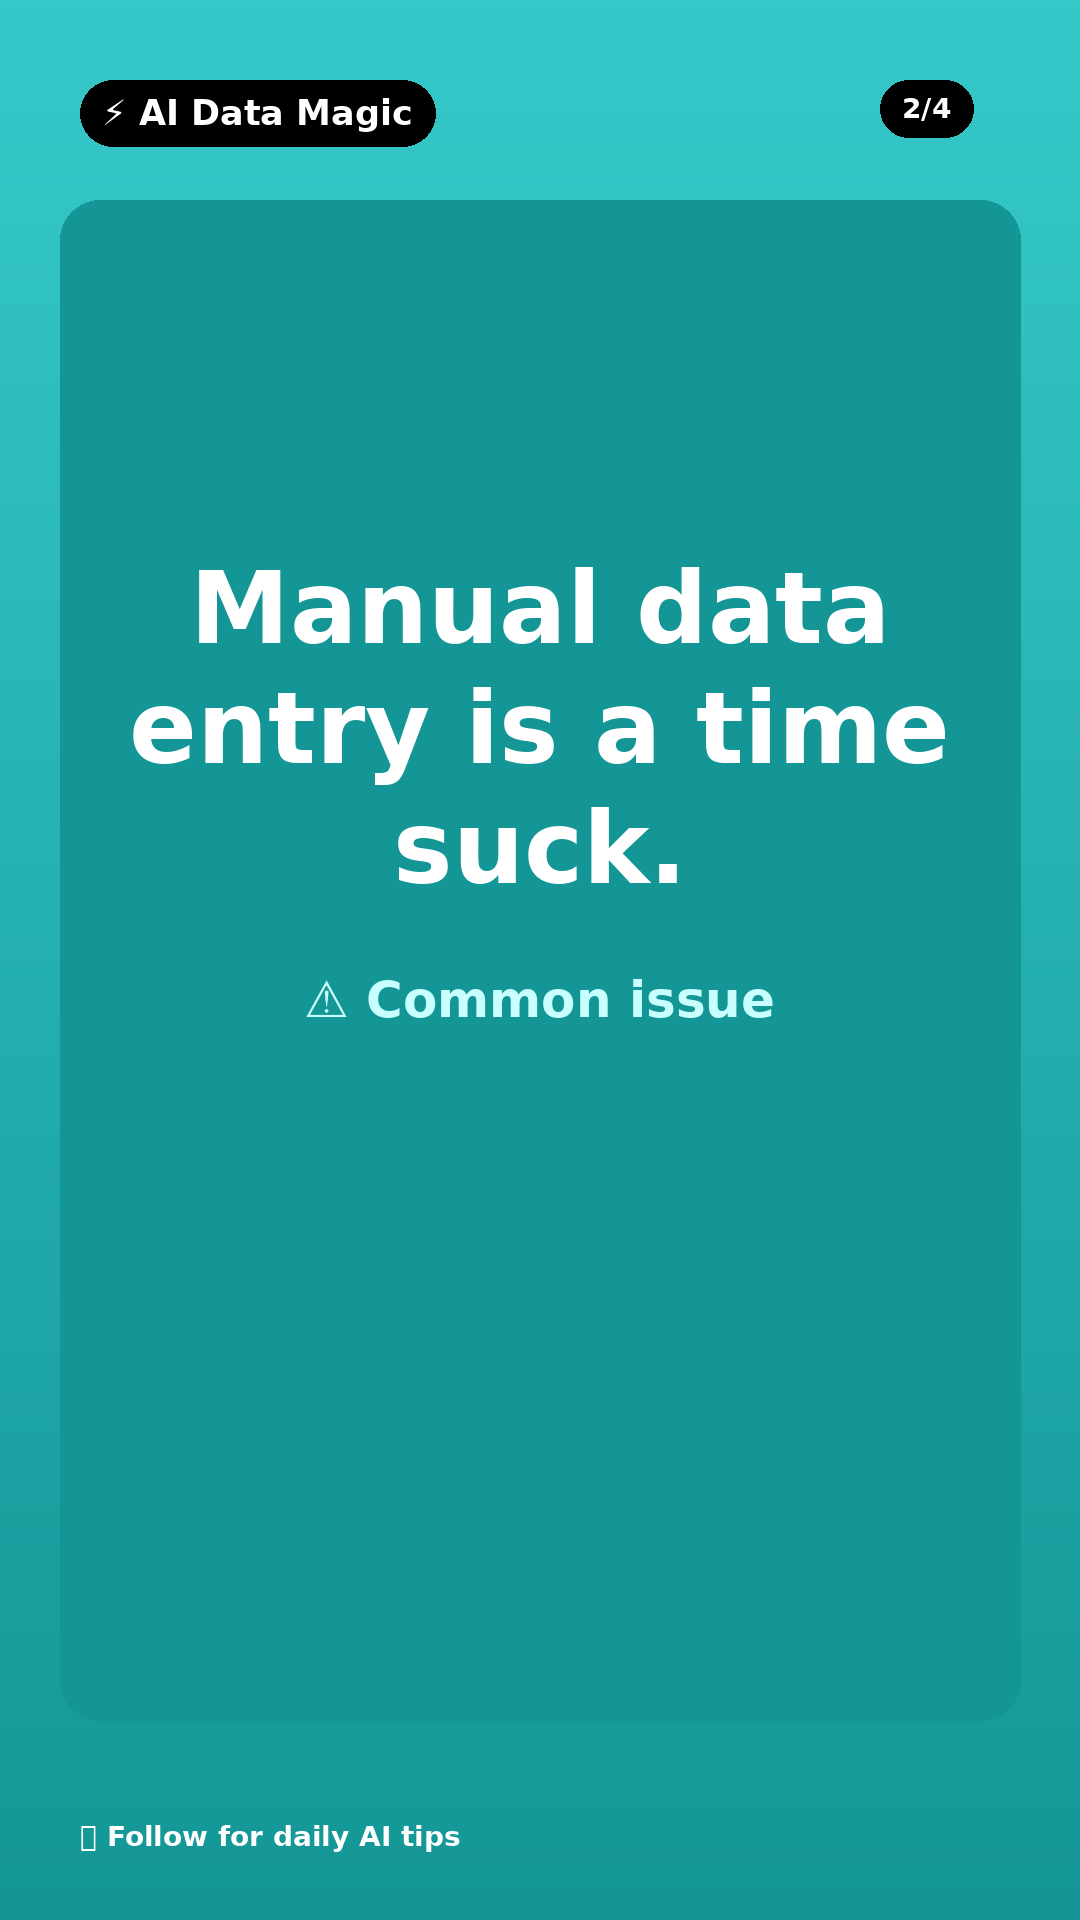 ⚡ AI Data Magic
2/4
Manual data
entry is a time
suck.
⚠ Common issue
Follow for daily AI tips